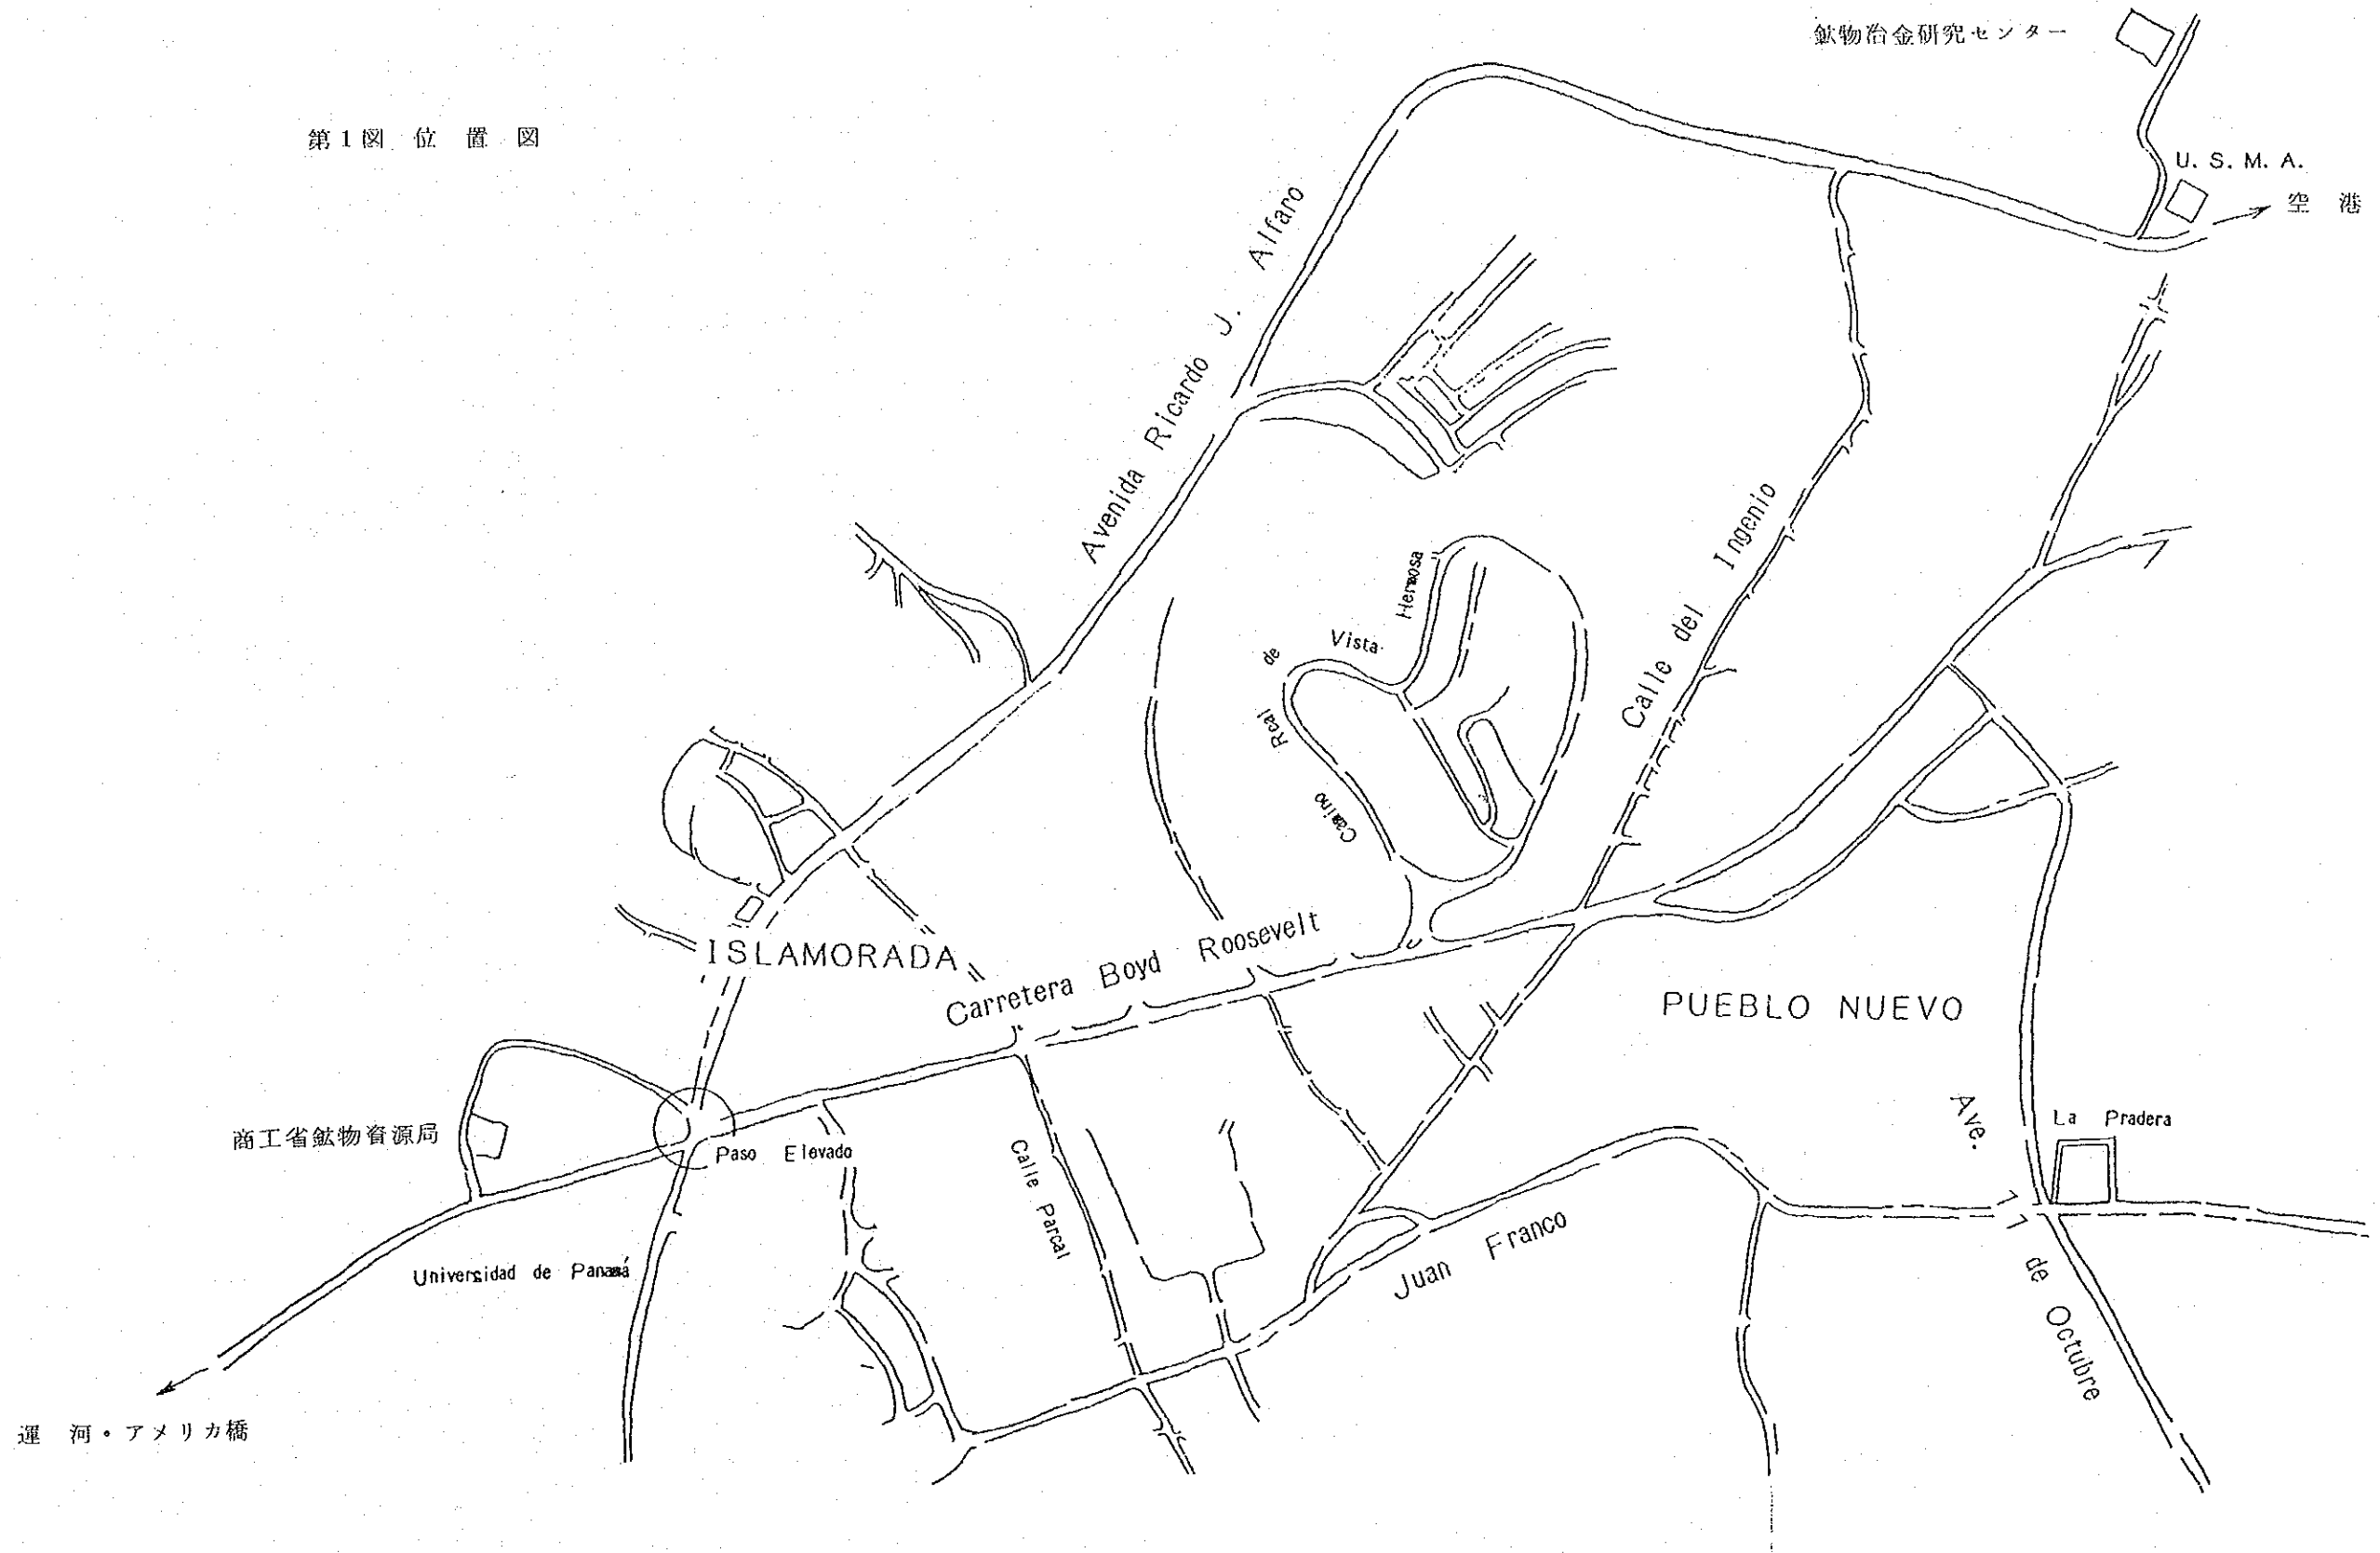 鉱物冶金研究センター
第1図 位 置 図
U. S. M. A.
空 港
Avenida Ricardo J. Alfaro
Calle del Ingenio
Camino Real de Vista Hermosa
ISLAMORADA
Carretera Boyd Roosevelt
PUEBLO NUEVO
商工省鉱物資源局
Paso Elevado
La Pradera
Calle Parcal
Ave. 11 de Octubre
Juan Franco
Universidad de Panamá
運 河・アメリカ橋